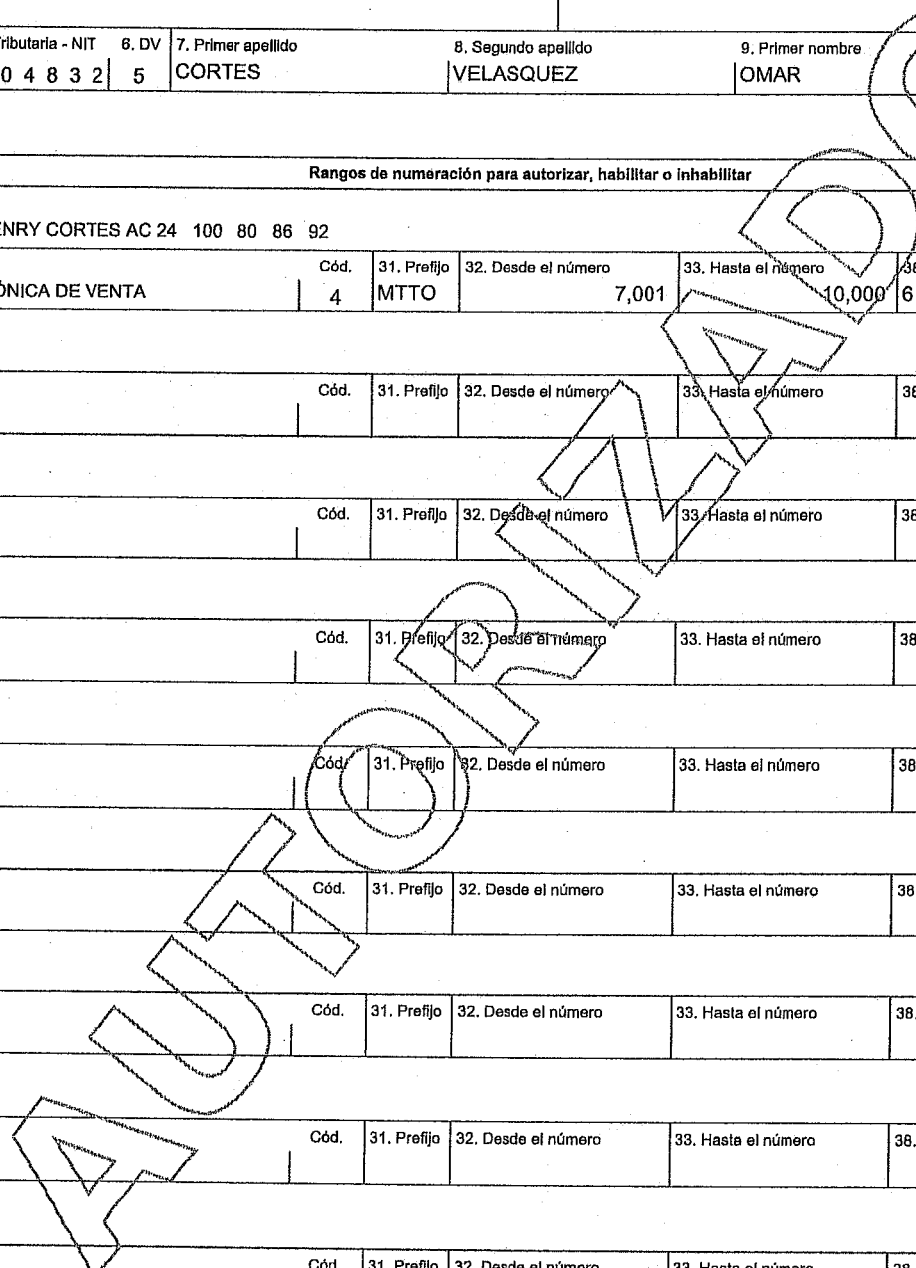 ributaria - NIT 6. DV 7. Primer apellido 8. Segundo apellido 9. Primer nombre
0 4 8 3 2 5 CORTES VELASQUEZ OMAR
Rangos de numeración para autorizar, habilitar o inhabilitar
ENRY CORTES AC 24 100 80 86 92
Cód. 31. Prefijo 32. Desde el número 33. Hasta el número 38
ÓNICA DE VENTA 4 MTTO 7,001 10,000 6
Cód. 31. Prefijo 32. Desde el número 33. Hasta el número 38
Cód. 31. Prefijo 32. Desde el número 33. Hasta el número 38
Cód. 31. Prefijo 32. Desde el número 33. Hasta el número 38
Cód. 31. Prefijo 32. Desde el número 33. Hasta el número 38
Cód. 31. Prefijo 32. Desde el número 33. Hasta el número 38
Cód. 31. Prefijo 32. Desde el número 33. Hasta el número 38.
Cód. 31. Prefijo 32. Desde el número 33. Hasta el número 38.
Cód. 31. Prefijo 32. Desde el número 33. Hasta el número 38
AUTORIZADO